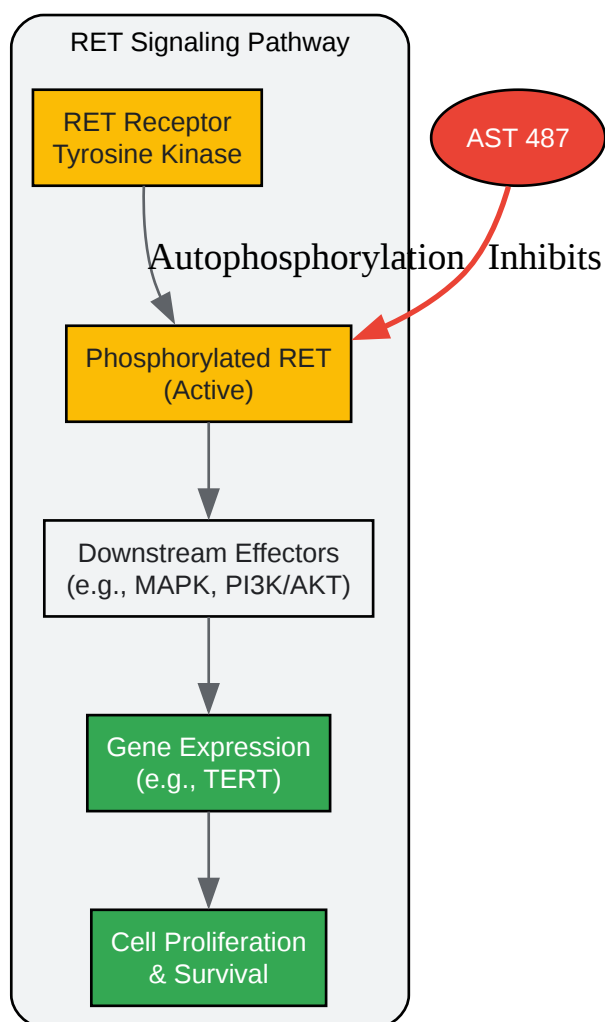 RET Signaling Pathway
RET Receptor
Tyrosine Kinase
AST 487
Autophosphorylation
Inhibits
Phosphorylated RET
(Active)
Downstream Effectors
(e.g., MAPK, PI3K/AKT)
Gene Expression
(e.g., TERT)
Cell Proliferation
& Survival